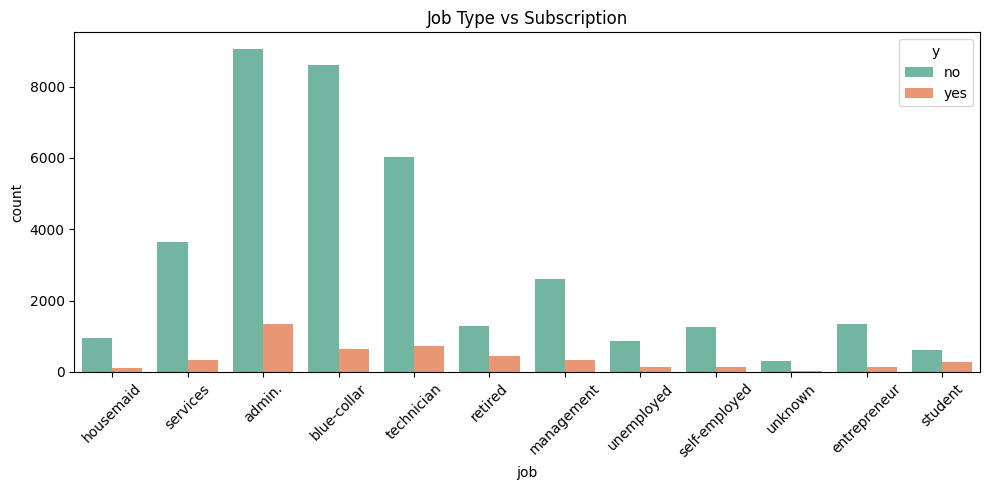 Job Type vs Subscription
y
no
yes
count
8000
6000
4000
2000
0
housemaid
services
admin.
blue-collar
technician
retired
management
unemployed
self-employed
unknown
entrepreneur
student
job